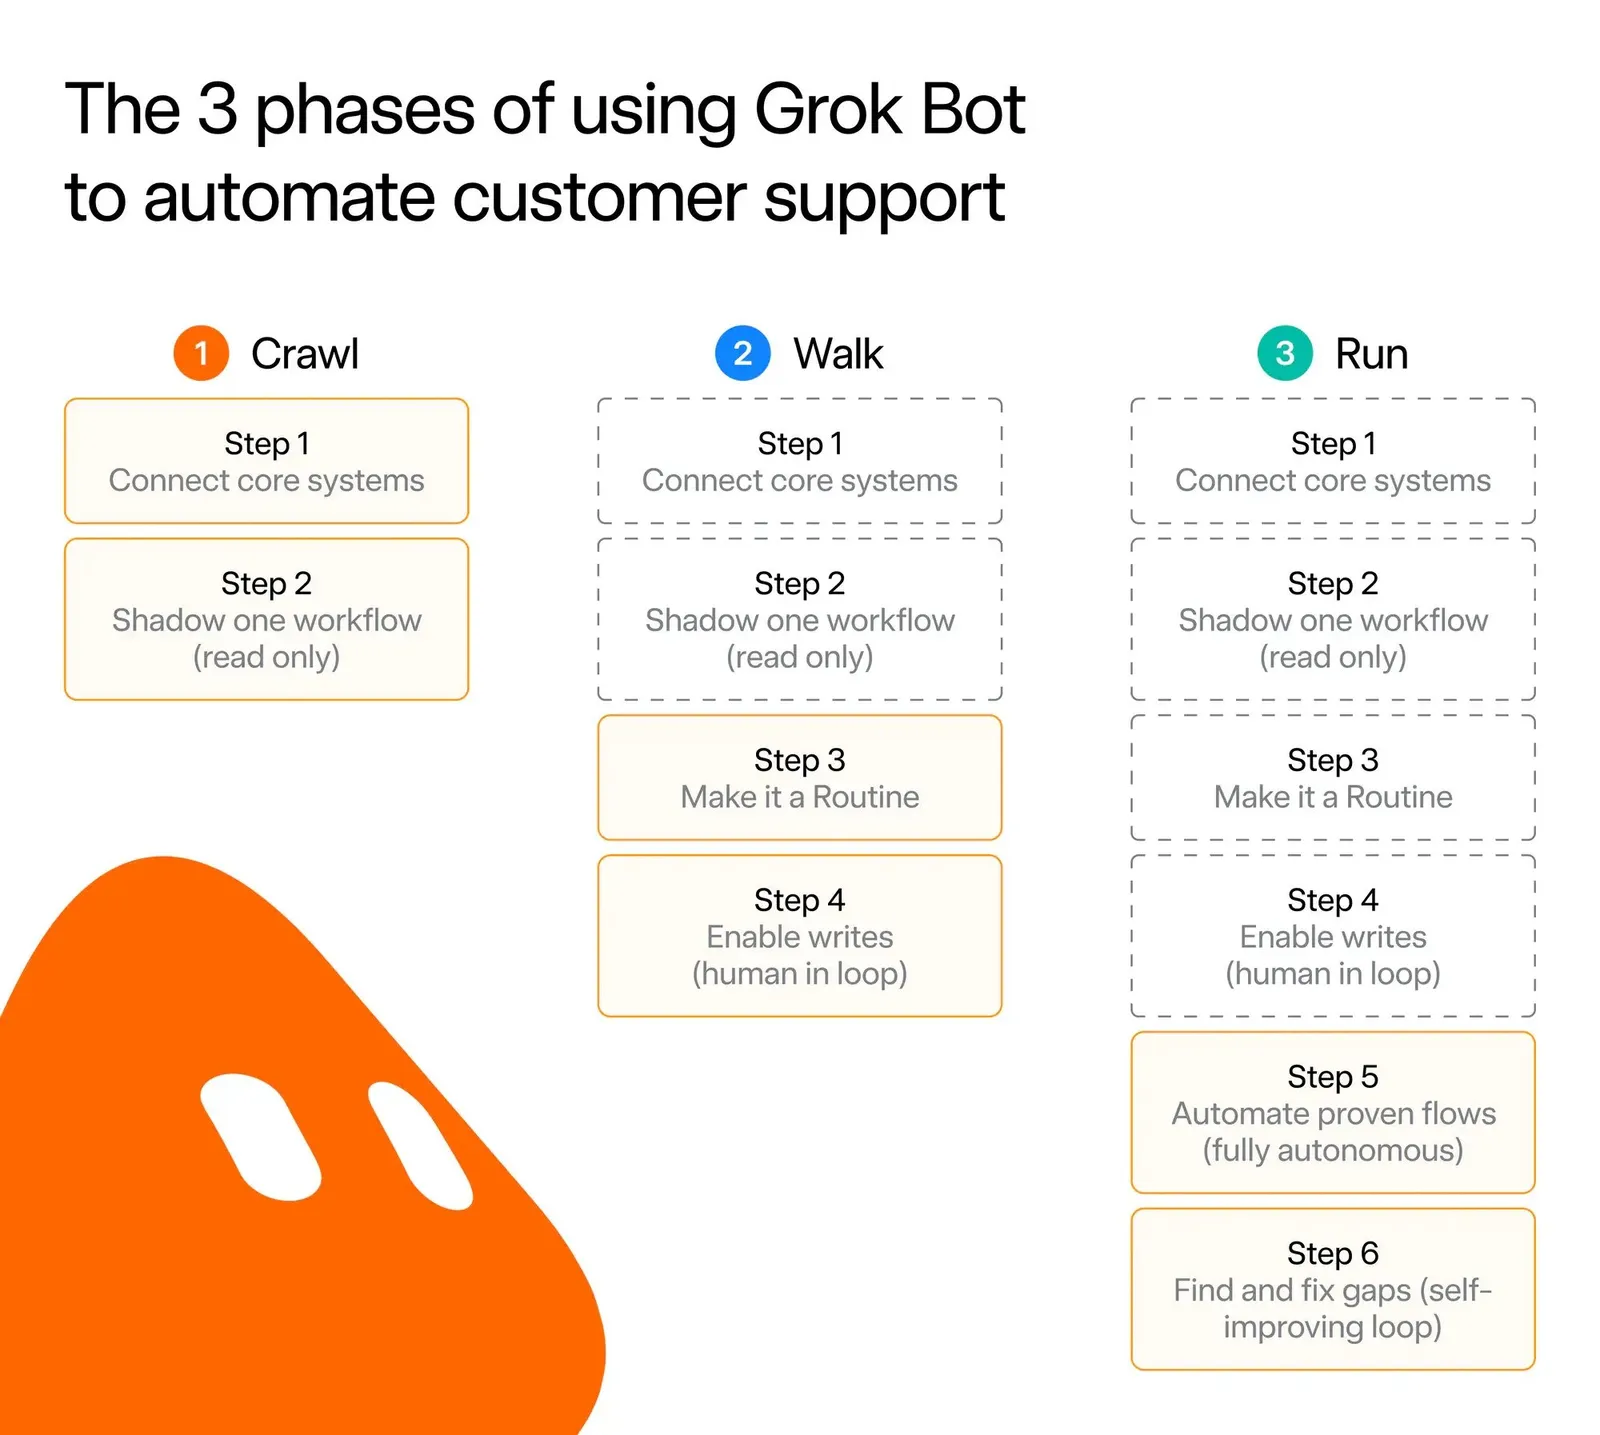 The 3 phases of using Grok Bot
to automate customer support
1 Crawl
Step 1
Connect core systems
Step 2
Shadow one workflow
(read only)
2 Walk
Step 1
Connect core systems
Step 2
Shadow one workflow
(read only)
Step 3
Make it a Routine
Step 4
Enable writes
(human in loop)
3 Run
Step 1
Connect core systems
Step 2
Shadow one workflow
(read only)
Step 3
Make it a Routine
Step 4
Enable writes
(human in loop)
Step 5
Automate proven flows
(fully autonomous)
Step 6
Find and fix gaps (self-
improving loop)